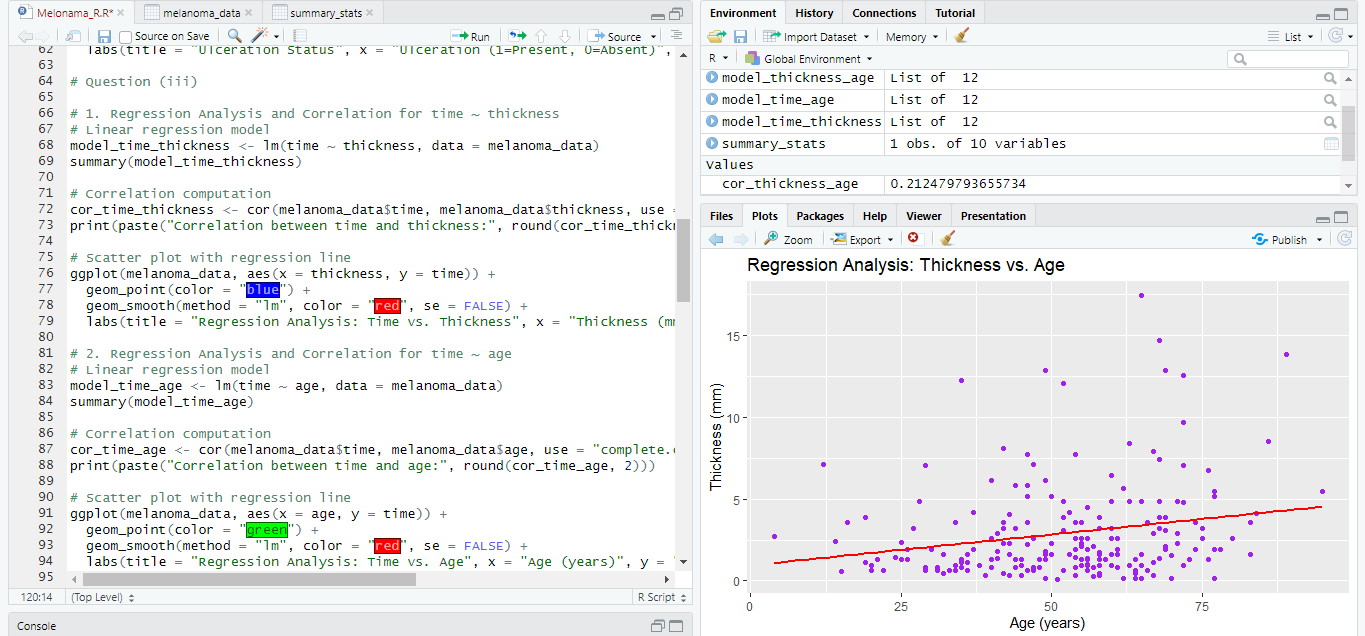 Melonama_R.R*
melanoma_data
summary_stats
Source on Save
Run
Source
62 labs(title = "Ulceration Status", x = "Ulceration (1=Present, 0=Absent)",
63
64 # Question (iii)
65
66 # 1. Regression Analysis and Correlation for time ~ thickness
67 # Linear regression model
68 model_time_thickness <- lm(time ~ thickness, data = melanoma_data)
69 summary(model_time_thickness)
70
71 # Correlation computation
72 cor_time_thickness <- cor(melanoma_data$time, melanoma_data$thickness, use =
73 print(paste("Correlation between time and thickness:", round(cor_time_thick
74
75 # Scatter plot with regression line
76 ggplot(melanoma_data, aes(x = thickness, y = time)) +
77 geom_point(color = "blue") +
78 geom_smooth(method = "lm", color = "red", se = FALSE) +
79 labs(title = "Regression Analysis: Time vs. Thickness", x = "Thickness (m
80
81 # 2. Regression Analysis and Correlation for time ~ age
82 # Linear regression model
83 model_time_age <- lm(time ~ age, data = melanoma_data)
84 summary(model_time_age)
85
86 # Correlation computation
87 cor_time_age <- cor(melanoma_data$time, melanoma_data$age, use = "complete.
88 print(paste("Correlation between time and age:", round(cor_time_age, 2)))
89
90 # Scatter plot with regression line
91 ggplot(melanoma_data, aes(x = age, y = time)) +
92 geom_point(color = "green") +
93 geom_smooth(method = "lm", color = "red", se = FALSE) +
94 labs(title = "Regression Analysis: Time vs. Age", x = "Age (years)", y = "
95
120:14 (Top Level) R Script
Console
Environment History Connections Tutorial
Import Dataset Memory List
R Global Environment
model_thickness_age List of 12
model_time_age List of 12
model_time_thickness List of 12
summary_stats 1 obs. of 10 variables
Values
cor_thickness_age 0.212479793655734
Files Plots Packages Help Viewer Presentation
Zoom Export Publish
Regression Analysis: Thickness vs. Age
Thickness (mm)
15
10
5
0
0 25 50 75
Age (years)